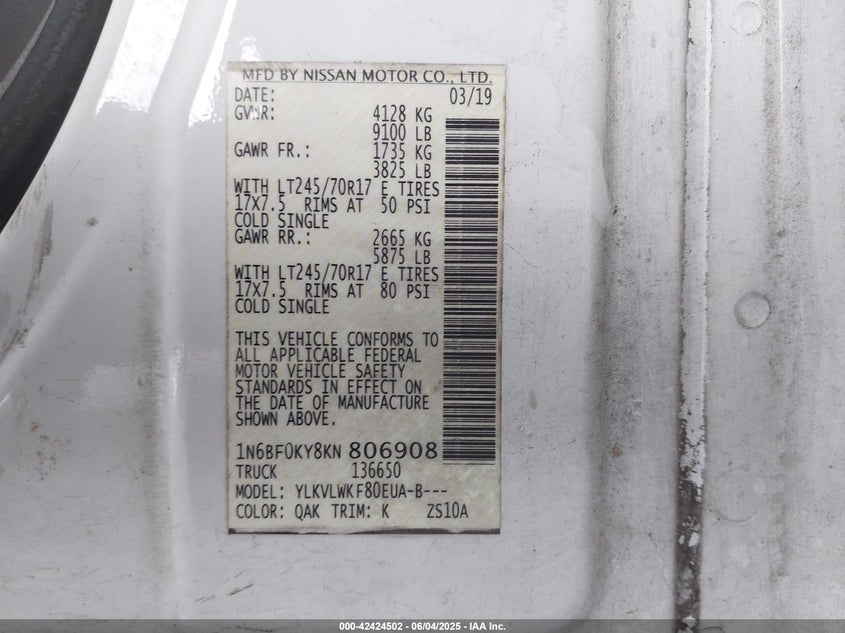 MFD BY NISSAN MOTOR CO., LTD.
DATE: 03/19
GVWR: 4128 KG
9100 LB
GAWR FR.: 1735 KG
3825 LB
WITH LT245/70R17 E TIRES
17X7.5 RIMS AT 50 PSI
COLD SINGLE
GAWR RR.: 2665 KG
5875 LB
WITH LT245/70R17 E TIRES
17X7.5 RIMS AT 80 PSI
COLD SINGLE
THIS VEHICLE CONFORMS TO
ALL APPLICABLE FEDERAL
MOTOR VEHICLE SAFETY
STANDARDS IN EFFECT ON
THE DATE OF MANUFACTURE
SHOWN ABOVE.
1N6BF0KY8KN 806908
TRUCK 136650
MODEL: YLKVLWKF80EUA-B---
COLOR: QAK TRIM: K ZS10A
000-42424502 - 06/04/2025 - IAA Inc.